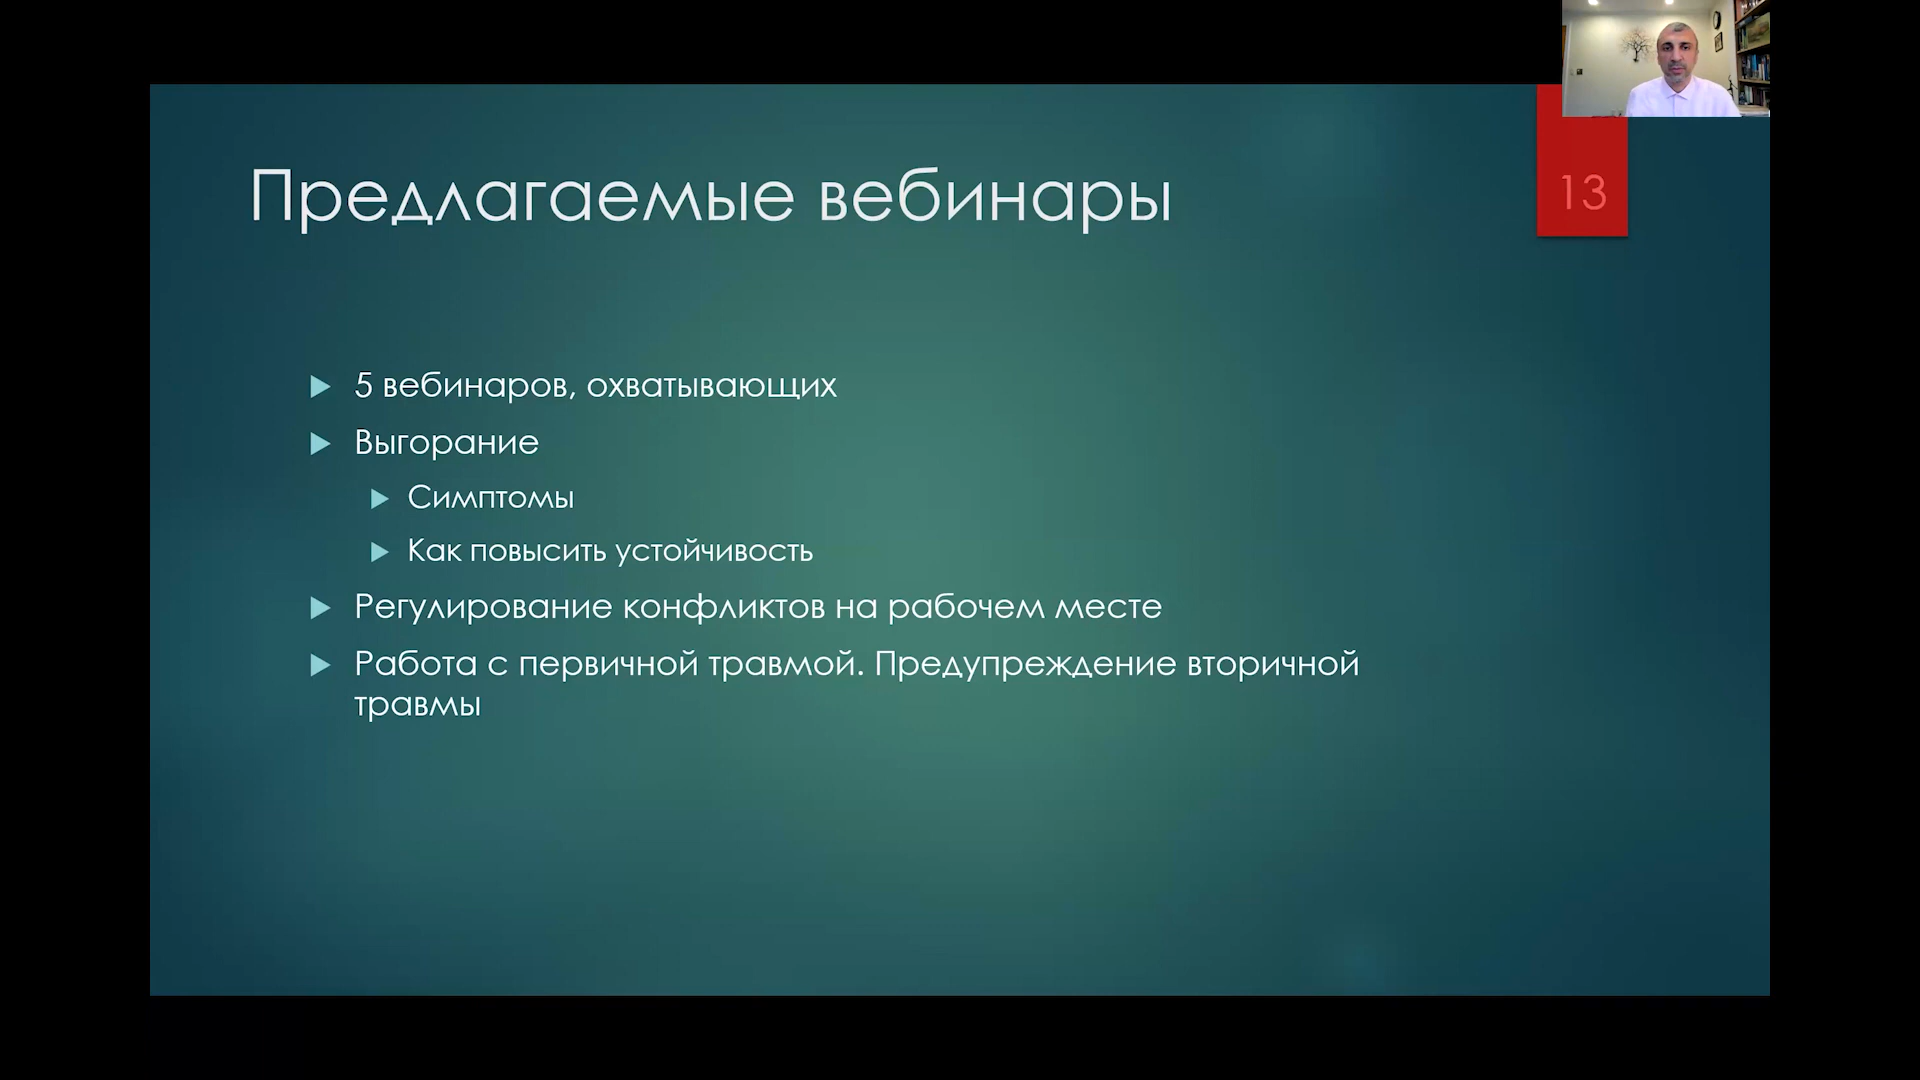 Предлагаемые вебинары
13
5 вебинаров, охватывающих
Выгорание
Симптомы
Как повысить устойчивость
Регулирование конфликтов на рабочем месте
Работа с первичной травмой. Предупреждение вторичной
травмы